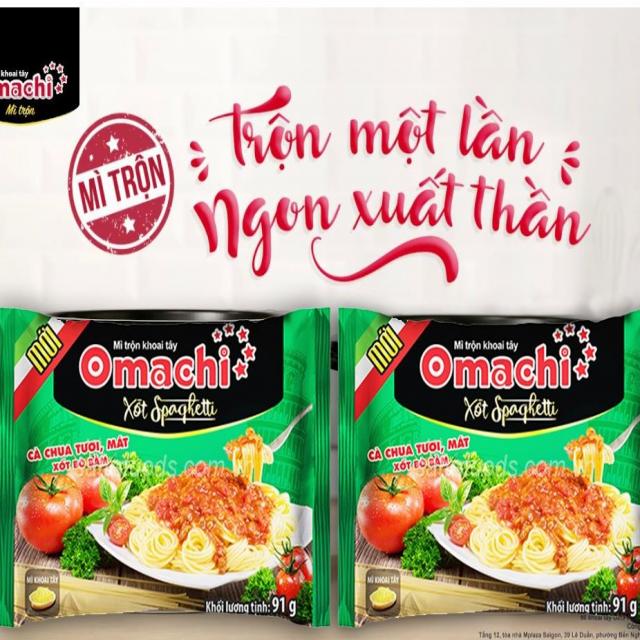 khoai tây
machi
Mì trộn
MÌ TRỘN
Trộn một lần
Ngon xuất thần
MỚI
Mì trộn khoai tây
Omachi
Xốt Spaghetti
CÀ CHUA TƯƠI, MÁT
XỐT BÒ BẰM
MÌ KHOAI TÂY
Khối lượng tịnh: 91 g
MỚI
Mì trộn khoai tây
Omachi
Xốt Spaghetti
CÀ CHUA TƯƠI, MÁT
XỐT BÒ BẰM
MÌ KHOAI TÂY
Khối lượng tịnh: 91 g
Tầng 12, tòa nhà Mplaza Saigon, 39 Lê Duẩn, phường Bến